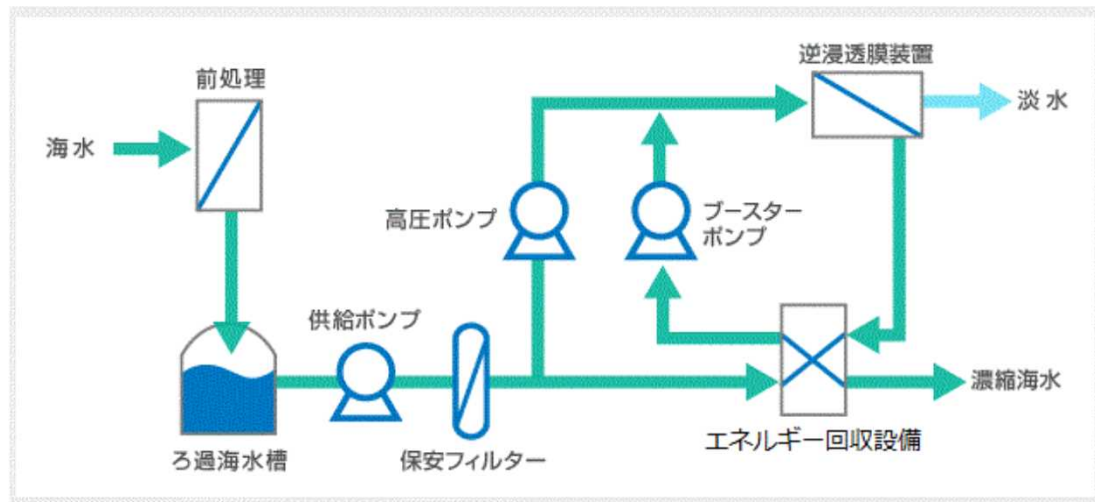 逆浸透膜装置
前処理
淡水
海水
高圧ポンプ
ブースター
ポンプ
供給ポンプ
濃縮海水
エネルギー回収設備
ろ過海水槽
保安フィルター